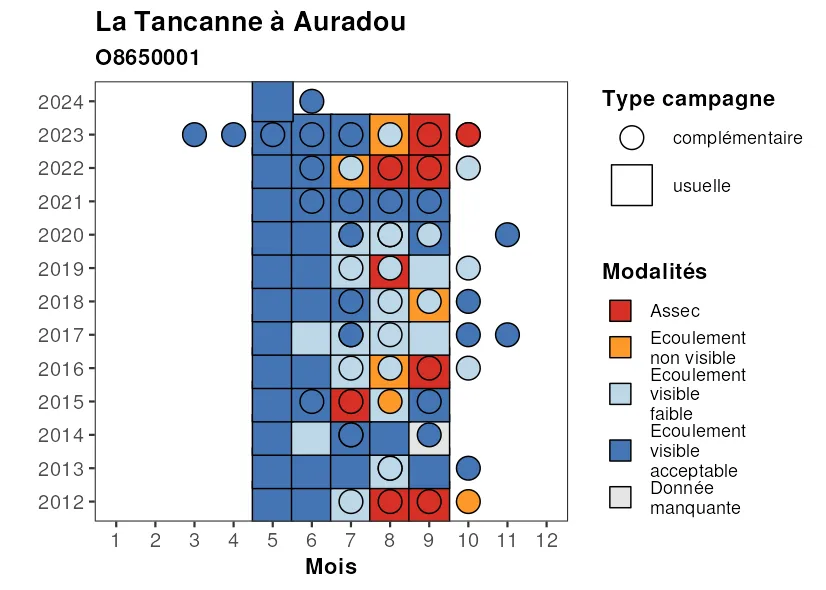 La Tancanne à Auradou
O8650001
2024
2023
2022
2021
2020
2019
2018
2017
2016
2015
2014
2013
2012
1 2 3 4 5 6 7 8 9 10 11 12
Mois
Type campagne
complémentaire
usuelle
Modalités
Assec
Ecoulement
non visible
Ecoulement
visible
faible
Ecoulement
visible
acceptable
Donnée
manquante